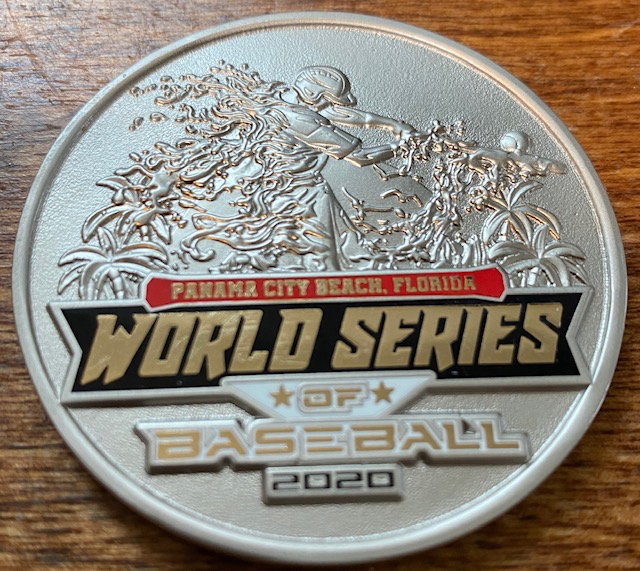 PANAMA CITY BEACH, FLORIDA
WORLD SERIES
OF
BASEBALL
2020